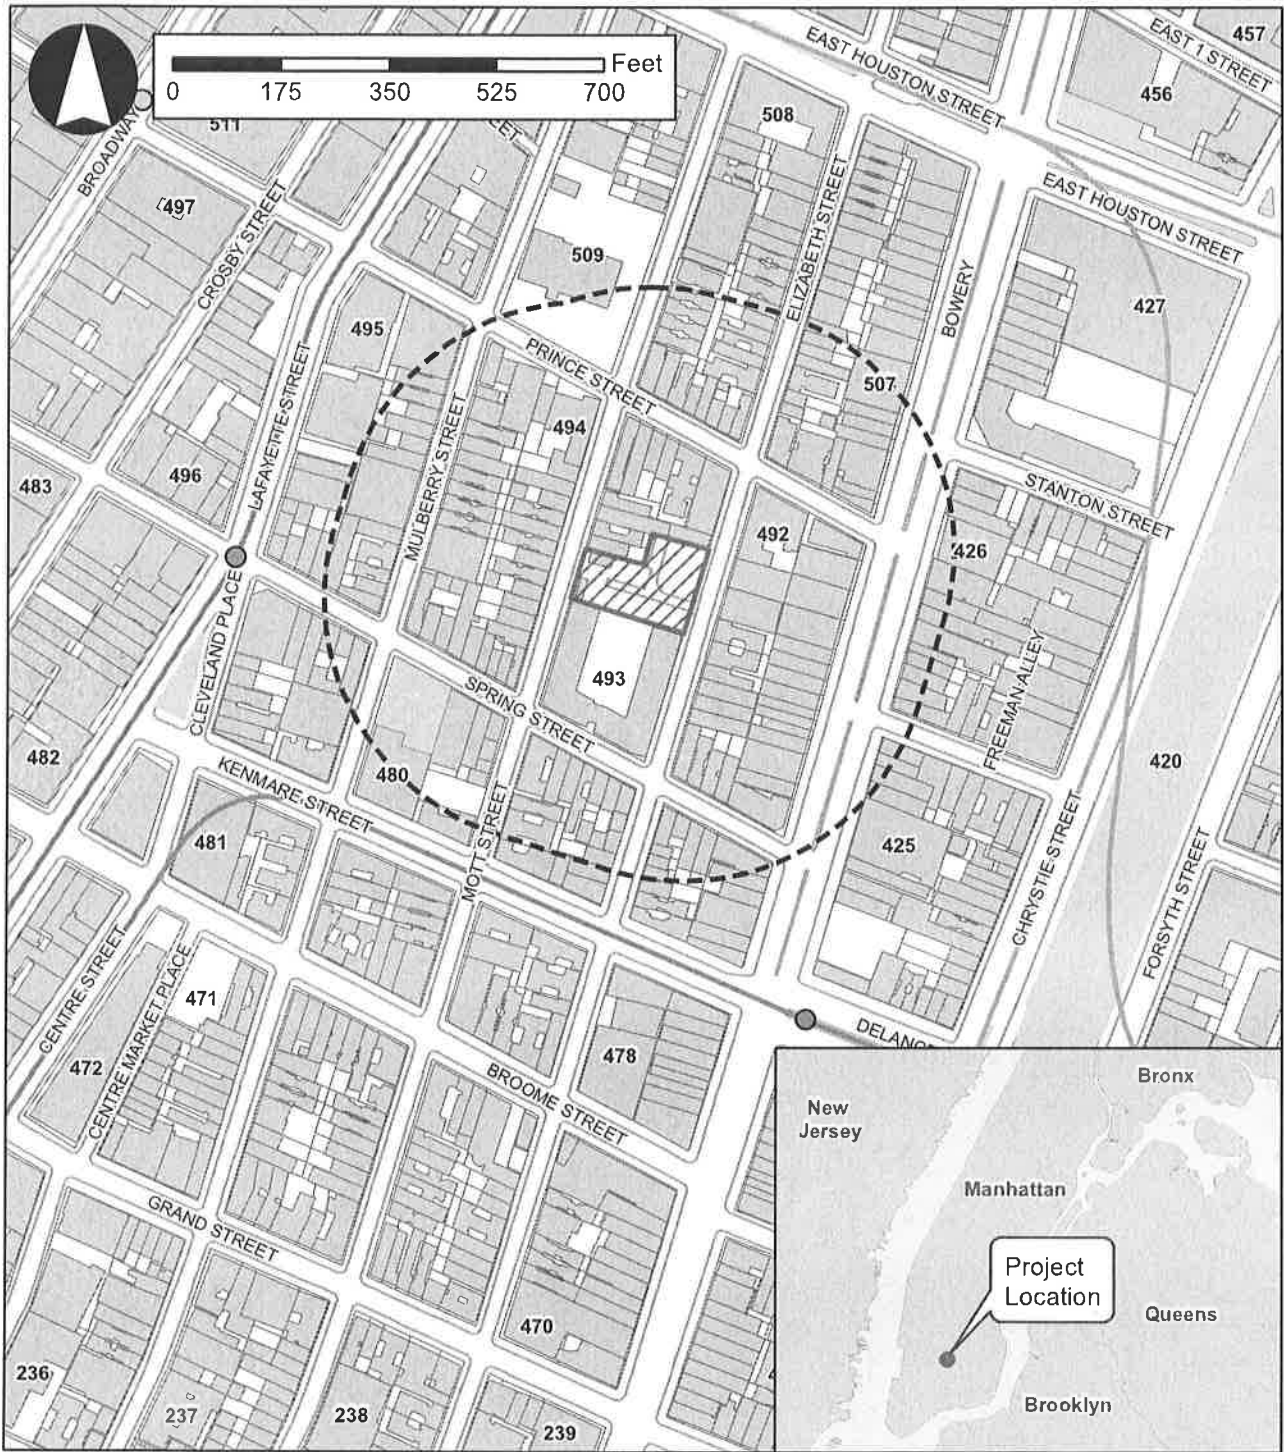 EAST HOUSTON STREET
EAST 1 STREET
457
456
Feet
0 175 350 525 700
508
511
BROADWAY
497
CROSBY STREET
509
ELIZABETH STREET
EAST HOUSTON STREET
BOWERY
427
495
PRINCE STREET
507
LAFAYETTE STREET
MULBERRY STREET
494
483
496
STANTON STREET
492
426
CLEVELAND PLACE
493
FREEMAN ALLEY
SPRING STREET
482
480
420
KENMARE STREET
481
MOTT STREET
425
CHRYSTIE STREET
FORSYTH STREET
CENTRE STREET
CENTRE MARKET PLACE
471
472
478
BROOME STREET
GRAND STREET
470
236
237
238
239
Bronx
New
Jersey
Manhattan
Project
Location
Queens
Brooklyn